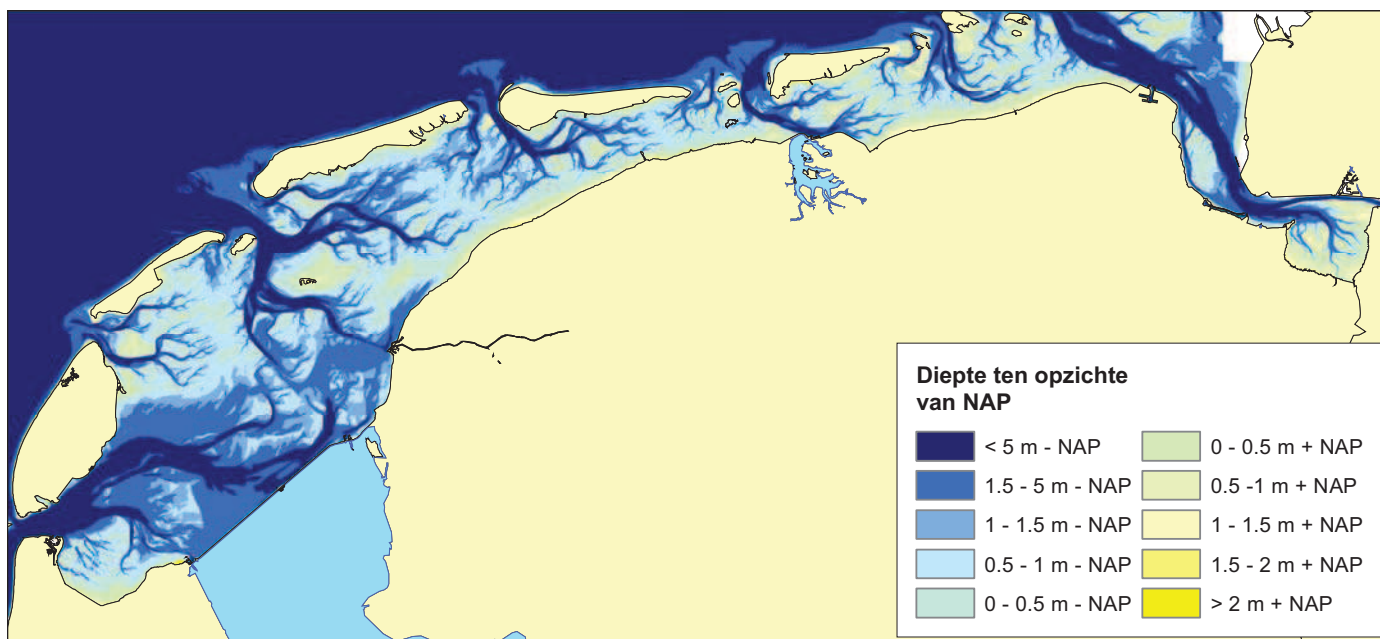 Diepte ten opzichte
van NAP
< 5 m - NAP
1.5 - 5 m - NAP
1 - 1.5 m - NAP
0.5 - 1 m - NAP
0 - 0.5 m - NAP
0 - 0.5 m + NAP
0.5 -1 m + NAP
1 - 1.5 m + NAP
1.5 - 2 m + NAP
> 2 m + NAP